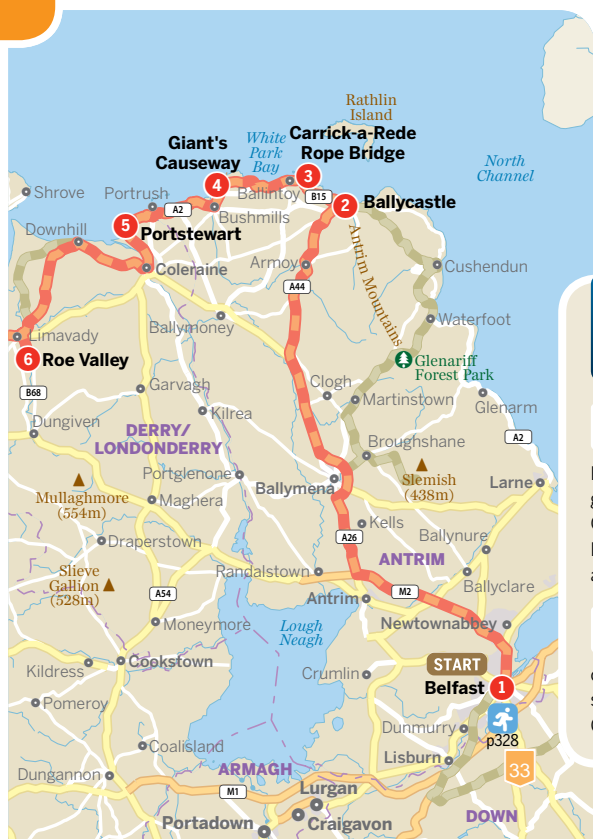 Rathlin
Island
Giant's
Causeway
White
Park
Bay
Carrick-a-Rede
Rope Bridge
North
Channel
4
3
Shrove
Portrush
A2
Ballintoy
B15
2
Ballycastle
Bushmills
5
Portstewart
Downhill
Coleraine
Armoy
Antrim Mountains
Cushendun
A44
Limavady
Ballymoney
Waterfoot
6
Roe Valley
Glenariff
Forest Park
B68
Garvagh
Clogh
Martinstown
Glenarm
Kilrea
Dungiven
DERRY/
LONDONDERRY
A2
Broughshane
Portglenone
Slemish
(438m)
Mullaghmore
(554m)
Maghera
Ballymena
Larne
Kells
Draperstown
A26
Ballynure
ANTRIM
Slieve
Gallion
(528m)
Randalstown
A54
Antrim
M2
Ballyclare
Moneymore
Lough
Neagh
Newtownabbey
Kildress
Cookstown
START
Crumlin
Belfast
1
Pomeroy
Dunmurry
p328
Coalisland
Lisburn
Dungannon
ARMAGH
33
M1
Lurgan
Portadown
Craigavon
DOWN